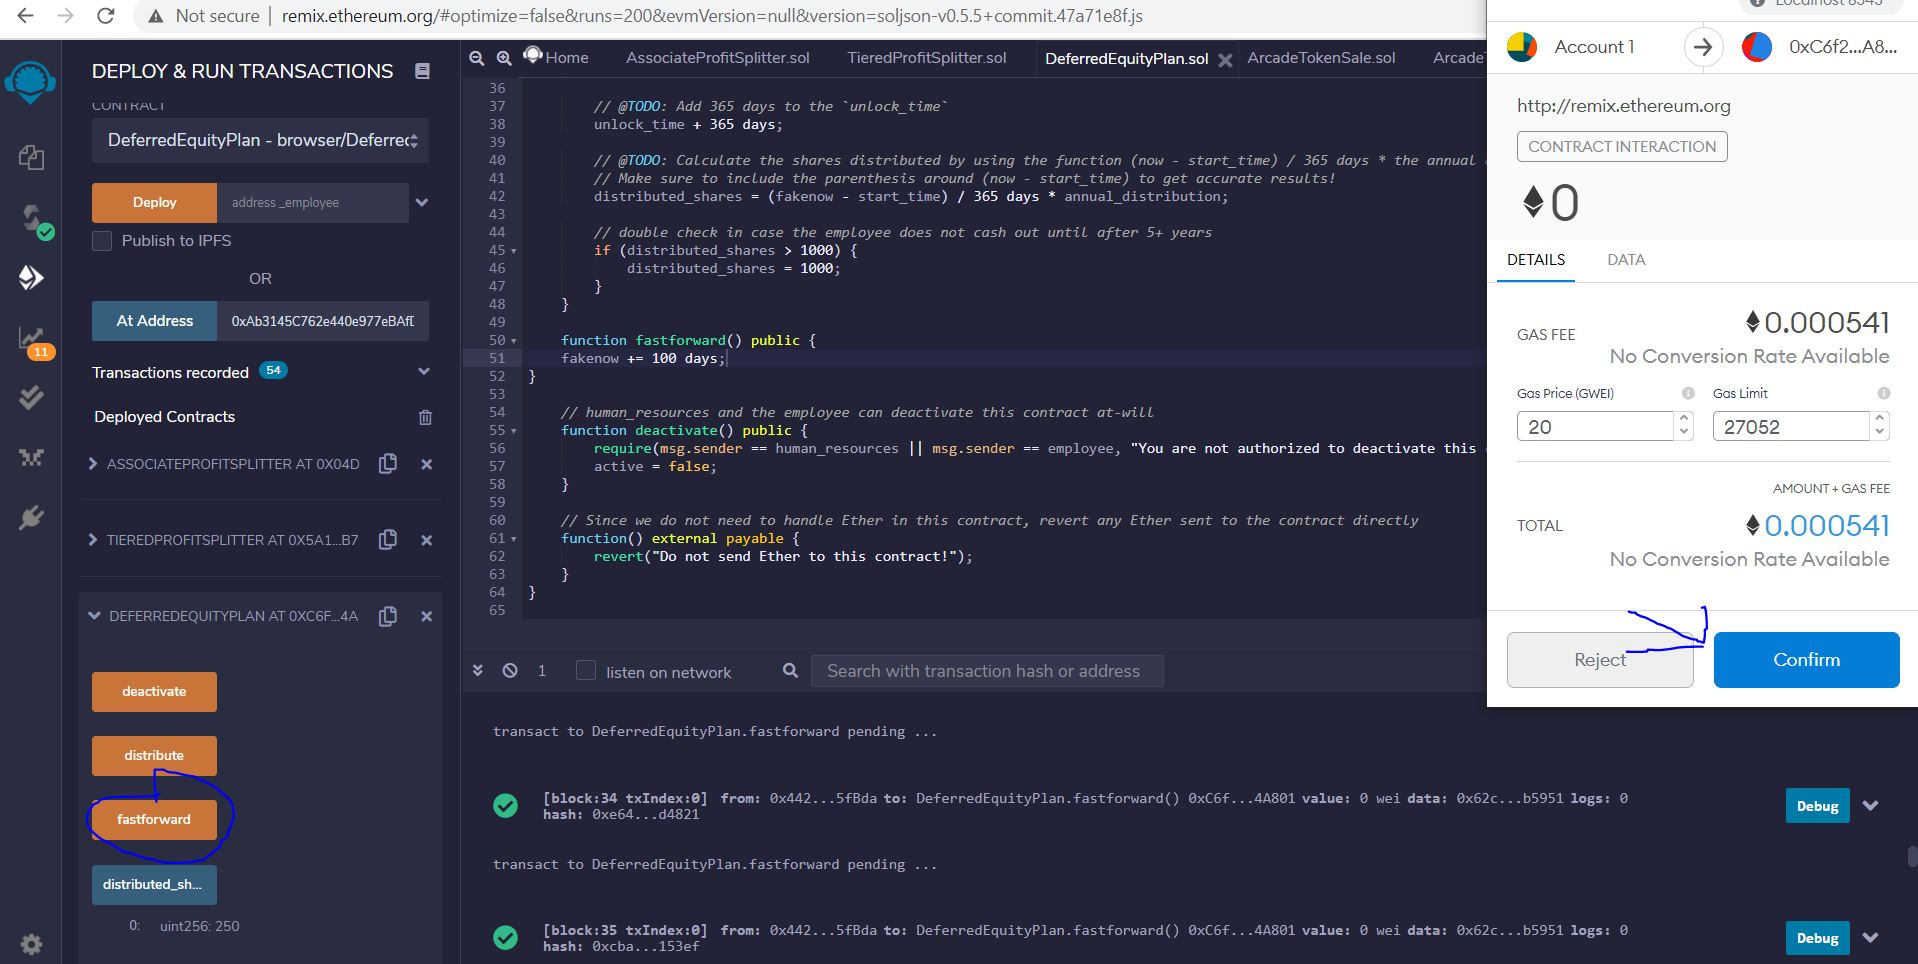 Not secure | remix.ethereum.org/#optimize=false&runs=200&evmVersion=null&version=soljson-v0.5.5+commit.47a71e8f.js
DEPLOY & RUN TRANSACTIONS
CONTRACT
DeferredEquityPlan - browser/Deferrec
Deploy address _employee
Publish to IPFS
OR
At Address 0xAb3145C762e440e977eBAf
11
Transactions recorded 54
Deployed Contracts
ASSOCIATEPROFITSPLITTER AT 0X04D
TIEREDPROFITSPLITTER AT 0X5A1...B7
DEFERREDEQUITYPLAN AT 0XC6F...4A
deactivate
distribute
fastforward
distributed_sh...
0: uint256: 250
Home AssociateProfitSplitter.sol TieredProfitSplitter.sol DeferredEquityPlan.sol ArcadeTokenSale.sol Arcade
36
37 // @TODO: Add 365 days to the `unlock_time`
38 unlock_time + 365 days;
39
40 // @TODO: Calculate the shares distributed by using the function (now - start_time) / 365 days * the annual
41 // Make sure to include the parenthesis around (now - start_time) to get accurate results!
42 distributed_shares = (fakenow - start_time) / 365 days * annual_distribution;
43
44 // double check in case the employee does not cash out until after 5+ years
45 if (distributed_shares > 1000) {
46 distributed_shares = 1000;
47 }
48 }
49
50 function fastforward() public {
51 fakenow += 100 days;
52 }
53
54 // human_resources and the employee can deactivate this contract at-will
55 function deactivate() public {
56 require(msg.sender == human_resources || msg.sender == employee, "You are not authorized to deactivate this
57 active = false;
58 }
59
60 // Since we do not need to handle Ether in this contract, revert any Ether sent to the contract directly
61 function() external payable {
62 revert("Do not send Ether to this contract!");
63 }
64 }
65
1 listen on network Search with transaction hash or address
transact to DeferredEquityPlan.fastforward pending ...
[block:34 txIndex:0] from: 0x442...5fBda to: DeferredEquityPlan.fastforward() 0xC6f...4A801 value: 0 wei data: 0x62c...b5951 logs: 0
hash: 0xe64...d4821
Debug
transact to DeferredEquityPlan.fastforward pending ...
[block:35 txIndex:0] from: 0x442...5fBda to: DeferredEquityPlan.fastforward() 0xC6f...4A801 value: 0 wei data: 0x62c...b5951 logs: 0
hash: 0xcba...153ef
Debug
Localhost 8545
Account 1 0xC6f2...A8...
http://remix.ethereum.org
CONTRACT INTERACTION
0
DETAILS DATA
GAS FEE 0.000541
No Conversion Rate Available
Gas Price (GWEI) Gas Limit
20 27052
AMOUNT + GAS FEE
TOTAL 0.000541
No Conversion Rate Available
Reject Confirm